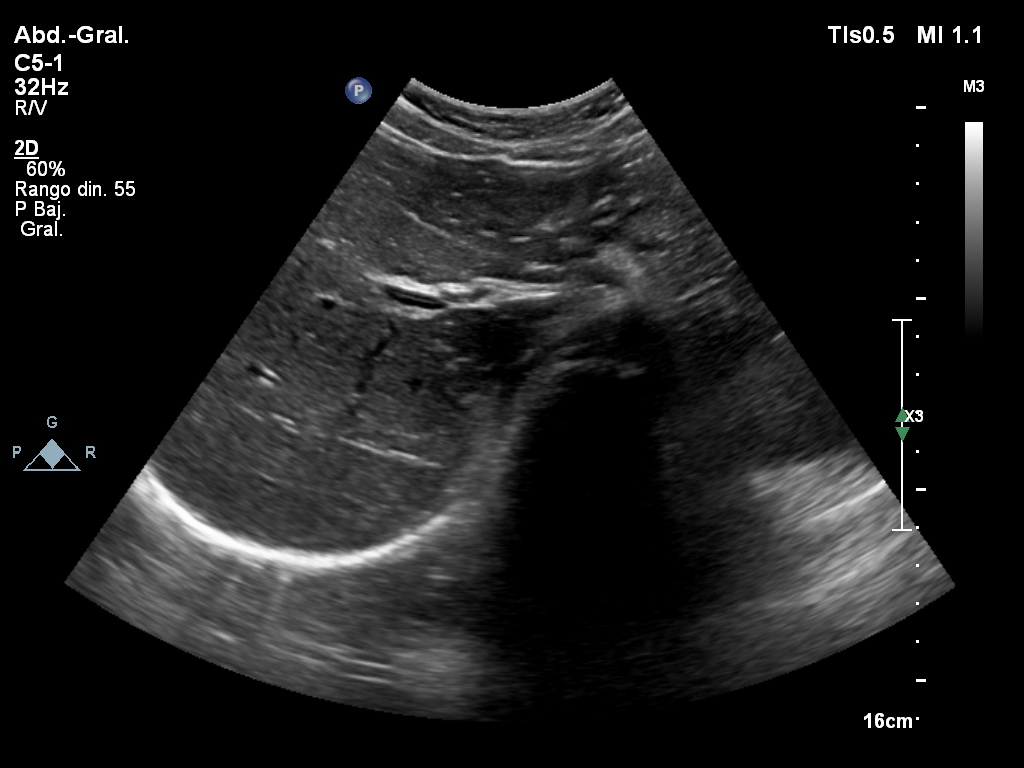 Abd.-Gral.
C5-1
32Hz
R/V
2D
60%
Rango din. 55
P Baj.
Gral.
P
TIs0.5 MI 1.1
M3
X3
G
P R
16cm